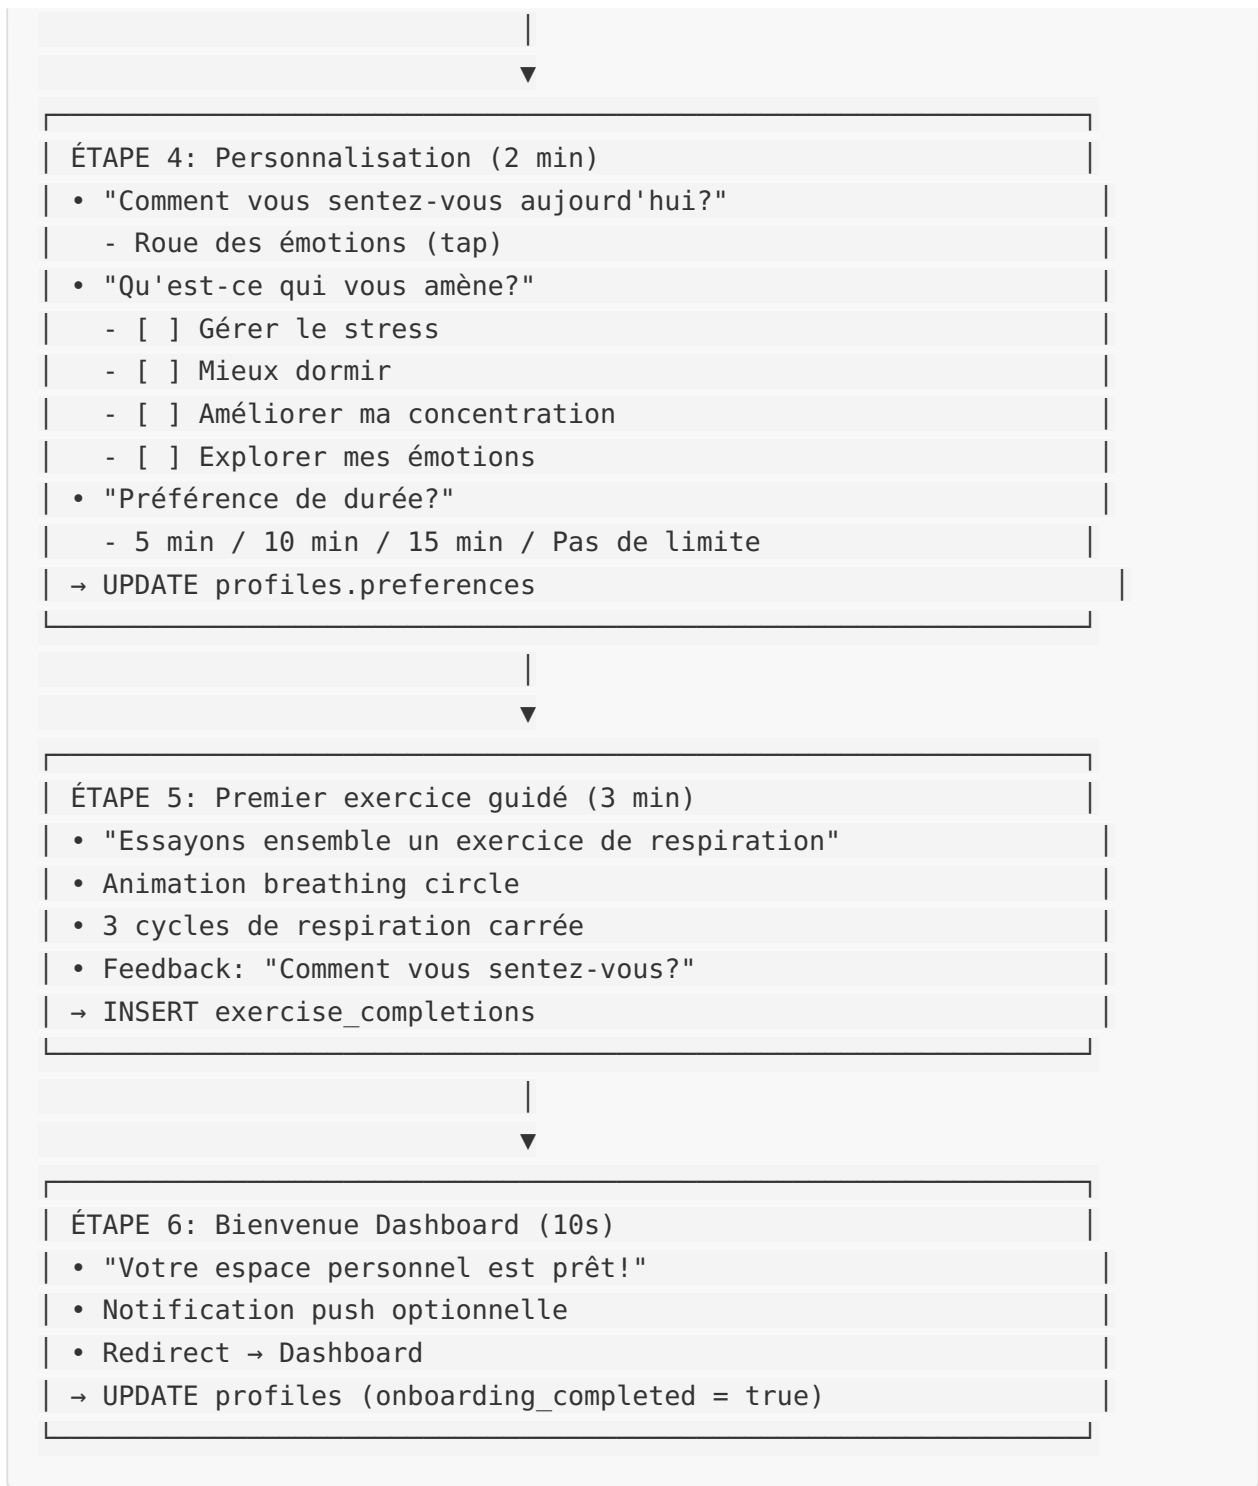 ÉTAPE 4: Personnalisation (2 min)
• "Comment vous sentez-vous aujourd'hui?"
- Roue des émotions (tap)
• "Qu'est-ce qui vous amène?"
- [ ] Gérer le stress
- [ ] Mieux dormir
- [ ] Améliorer ma concentration
- [ ] Explorer mes émotions
• "Préférence de durée?"
- 5 min / 10 min / 15 min / Pas de limite
→ UPDATE profiles.preferences
ÉTAPE 5: Premier exercice guidé (3 min)
• "Essayons ensemble un exercice de respiration"
• Animation breathing circle
• 3 cycles de respiration carrée
• Feedback: "Comment vous sentez-vous?"
→ INSERT exercise_completions
ÉTAPE 6: Bienvenue Dashboard (10s)
• "Votre espace personnel est prêt!"
• Notification push optionnelle
• Redirect → Dashboard
→ UPDATE profiles (onboarding_completed = true)